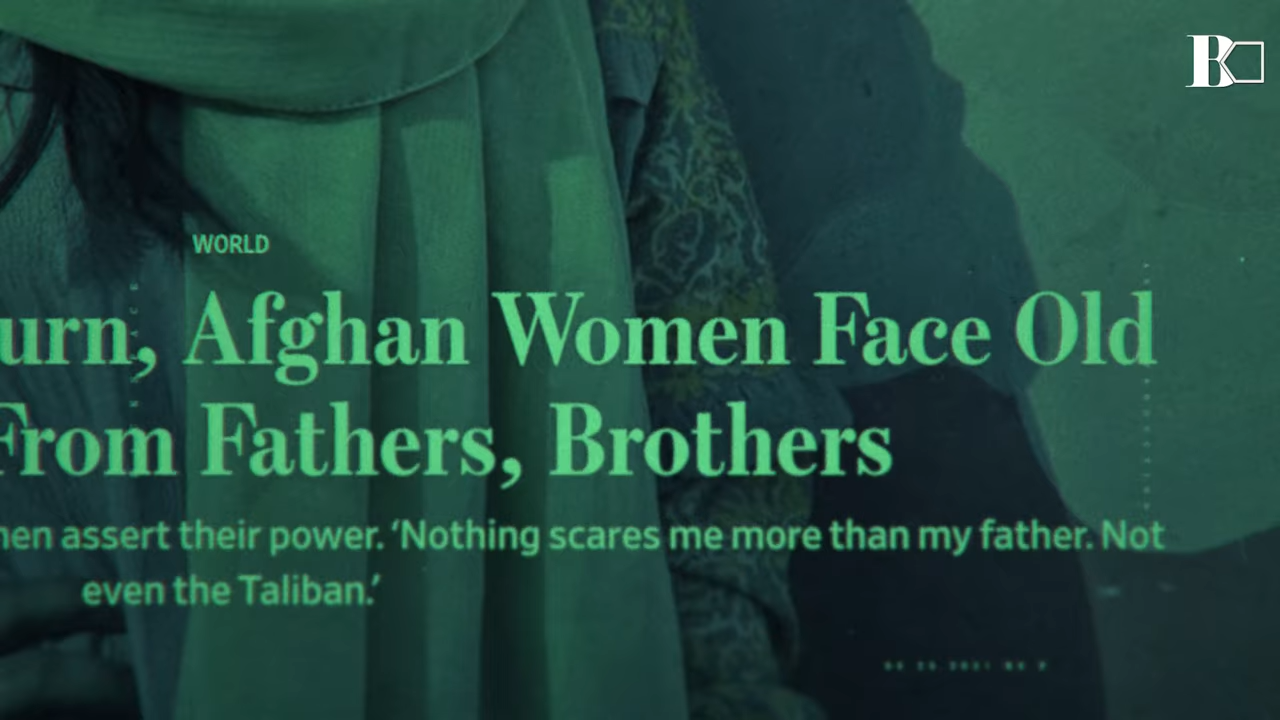 WORLD
urn, Afghan Women Face Old
From Fathers, Brothers
nen assert their power. ‘Nothing scares me more than my father. Not
even the Taliban.’